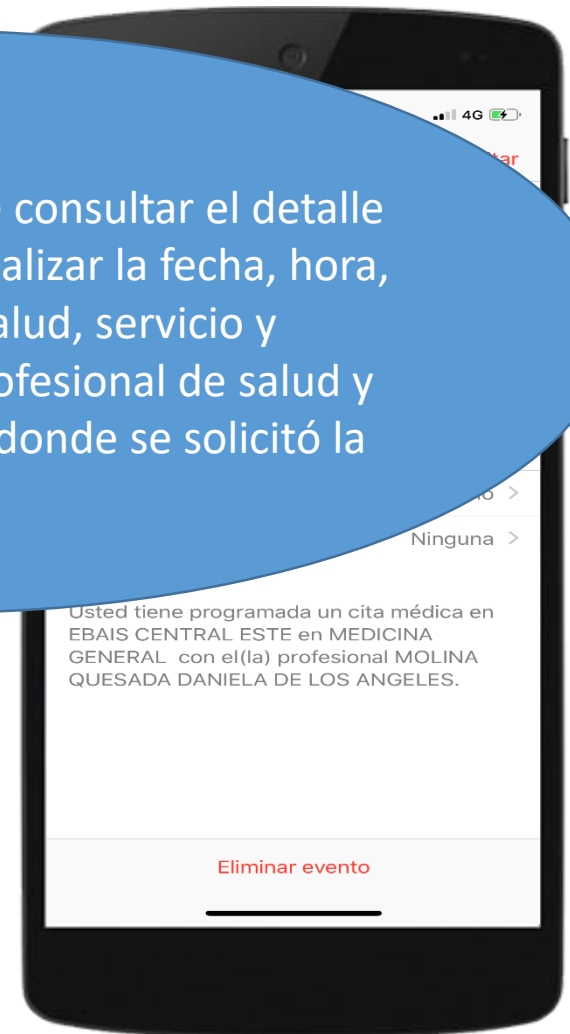 4G
consultar el detalle
alizar la fecha, hora,
alud, servicio y
ofesional de salud y
donde se solicitó la
Ninguna >
Usted tiene programada un cita médica en
EBAIS CENTRAL ESTE en MEDICINA
GENERAL con el(la) profesional MOLINA
QUESADA DANIELA DE LOS ANGELES.
Eliminar evento